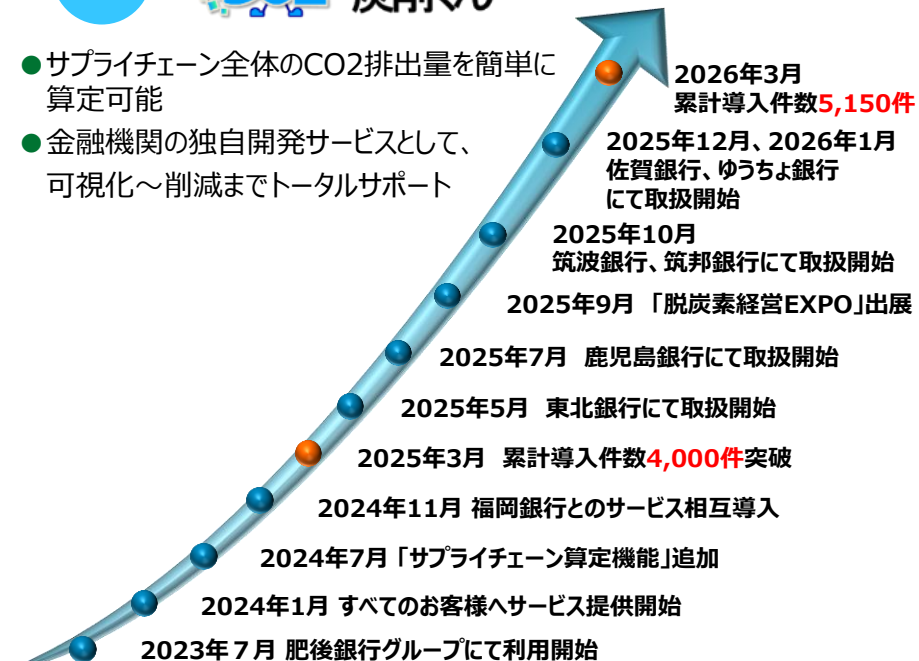 炭削くん
●サプライチェーン全体のCO2排出量を簡単に
算定可能
●金融機関の独自開発サービスとして、
可視化～削減までトータルサポート
2026年3月
累計導入件数5,150件
2025年12月、2026年1月
佐賀銀行、ゆうちょ銀行
にて取扱開始
2025年10月
筑波銀行、筑邦銀行にて取扱開始
2025年9月 「脱炭素経営EXPO」出展
2025年7月 鹿児島銀行にて取扱開始
2025年5月 東北銀行にて取扱開始
2025年3月 累計導入件数4,000件突破
2024年11月 福岡銀行とのサービス相互導入
2024年7月 「サプライチェーン算定機能」追加
2024年1月 すべてのお客様へサービス提供開始
2023年７月 肥後銀行グループにて利用開始